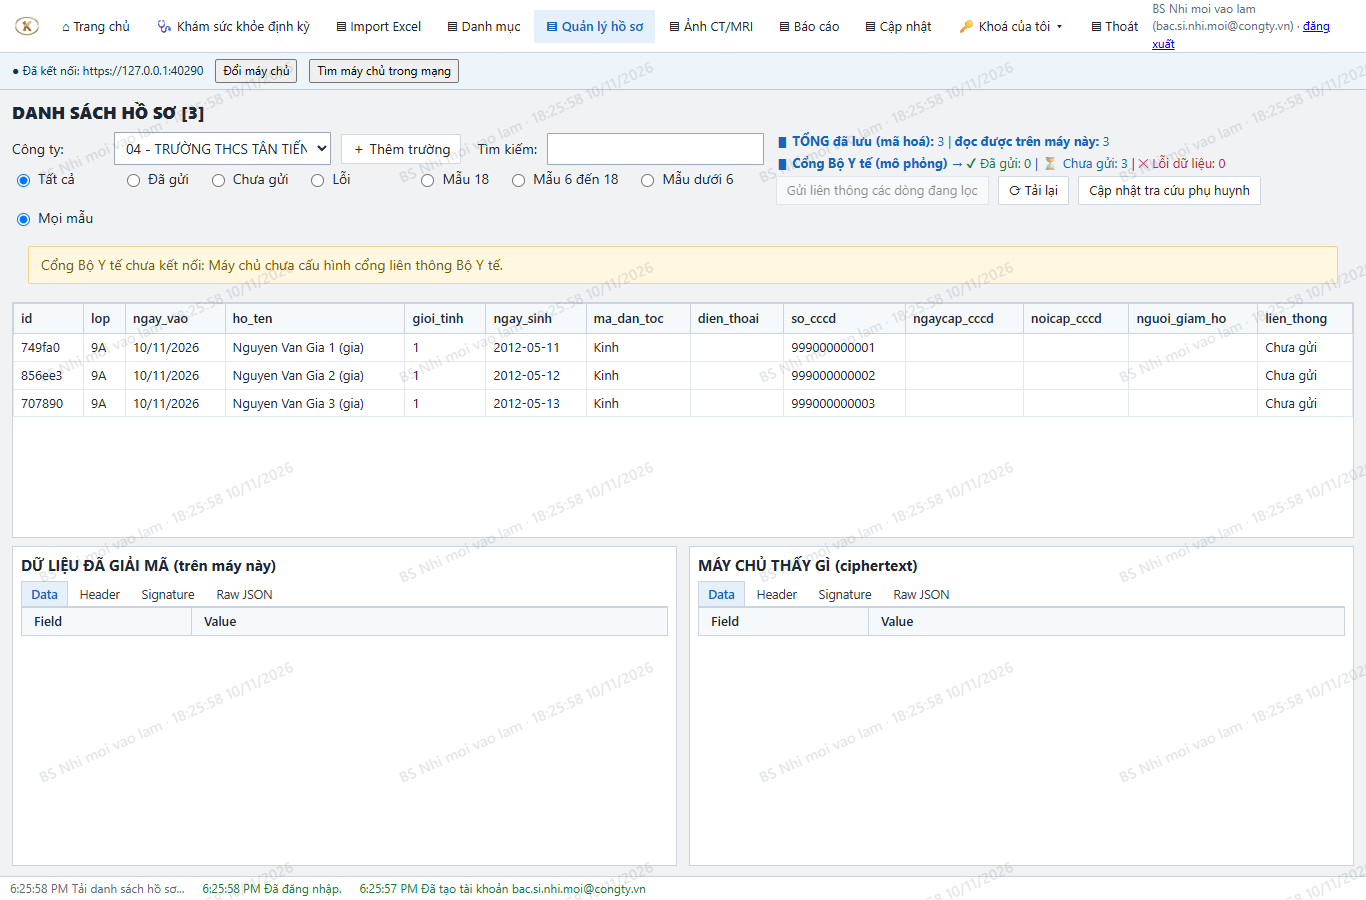 K ⌂ Trang chủ Khám sức khỏe định kỳ Import Excel Danh mục Quản lý hồ sơ Ảnh CT/MRI Báo cáo Cập nhật Khoá của tôi Thoát
BS Nhi moi vao lam (bac.si.nhi.moi@congty.vn) · đăng xuất
● Đã kết nối: https://127.0.0.1:40290 Đổi máy chủ Tìm máy chủ trong mạng
DANH SÁCH HỒ SƠ [3]
Công ty: 04 - TRƯỜNG THCS TÂN TIẾN + Thêm trường Tìm kiếm:
TỔNG đã lưu (mã hoá): 3 | đọc được trên máy này: 3
Cổng Bộ Y tế (mô phỏng) → ✓ Đã gửi: 0 | ⏳ Chưa gửi: 3 | ✕ Lỗi dữ liệu: 0
Tất cả Đã gửi Chưa gửi Lỗi Mẫu 18 Mẫu 6 đến 18 Mẫu dưới 6
Gửi liên thông các dòng đang lọc ⟳ Tải lại Cập nhật tra cứu phụ huynh
Mọi mẫu
Cổng Bộ Y tế chưa kết nối: Máy chủ chưa cấu hình cổng liên thông Bộ Y tế.
id lop ngay_vao ho_ten gioi_tinh ngay_sinh ma_dan_toc dien_thoai so_cccd ngaycap_cccd noicap_cccd nguoi_giam_ho lien_thong
749fa0 9A 10/11/2026 Nguyen Van Gia 1 (gia) 1 2012-05-11 Kinh 999000000001 Chưa gửi
856ee3 9A 10/11/2026 Nguyen Van Gia 2 (gia) 1 2012-05-12 Kinh 999000000002 Chưa gửi
707890 9A 10/11/2026 Nguyen Van Gia 3 (gia) 1 2012-05-13 Kinh 999000000003 Chưa gửi
DỮ LIỆU ĐÃ GIẢI MÃ (trên máy này)
Data Header Signature Raw JSON
Field Value
MÁY CHỦ THẤY GÌ (ciphertext)
Data Header Signature Raw JSON
Field Value
BS Nhi moi vao lam · 18:25:58 10/11/2026
6:25:58 PM Tải danh sách hồ sơ... 6:25:58 PM Đã đăng nhập. 6:25:57 PM Đã tạo tài khoản bac.si.nhi.moi@congty.vn